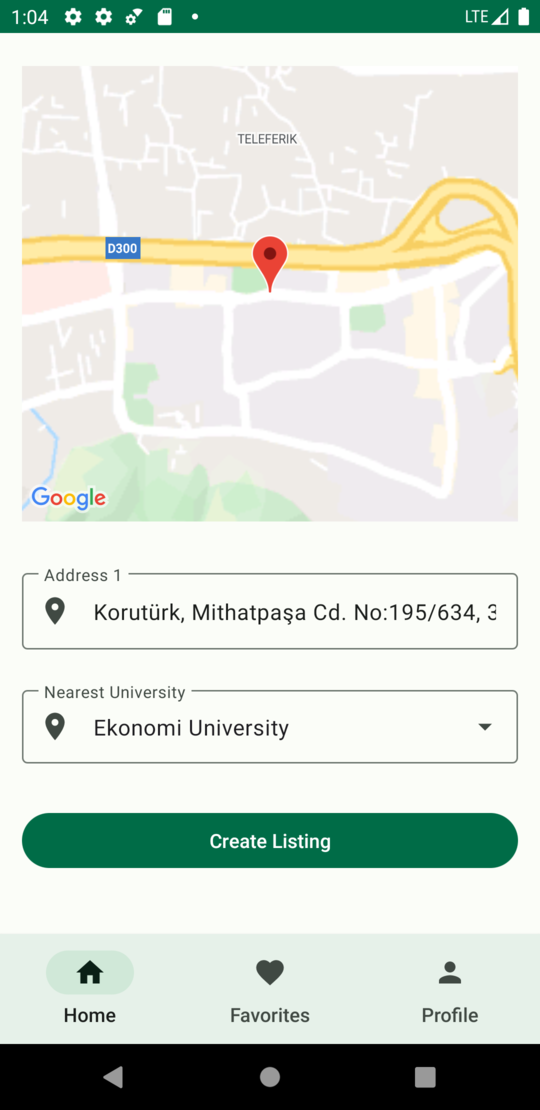 1:04 LTE
TELEFERIK
D300
Google
Address 1
Korutürk, Mithatpaşa Cd. No:195/634, 3
Nearest University
Ekonomi University
Create Listing
Home Favorites Profile